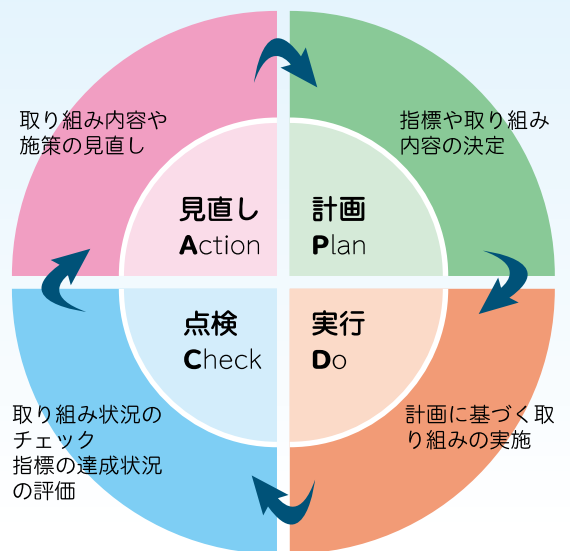 取り組み内容や
施策の見直し
見直し
Action
指標や取り組み
内容の決定
計画
Plan
点検
Check
取り組み状況の
チェック
指標の達成状況
の評価
実行
Do
計画に基づく取
り組みの実施